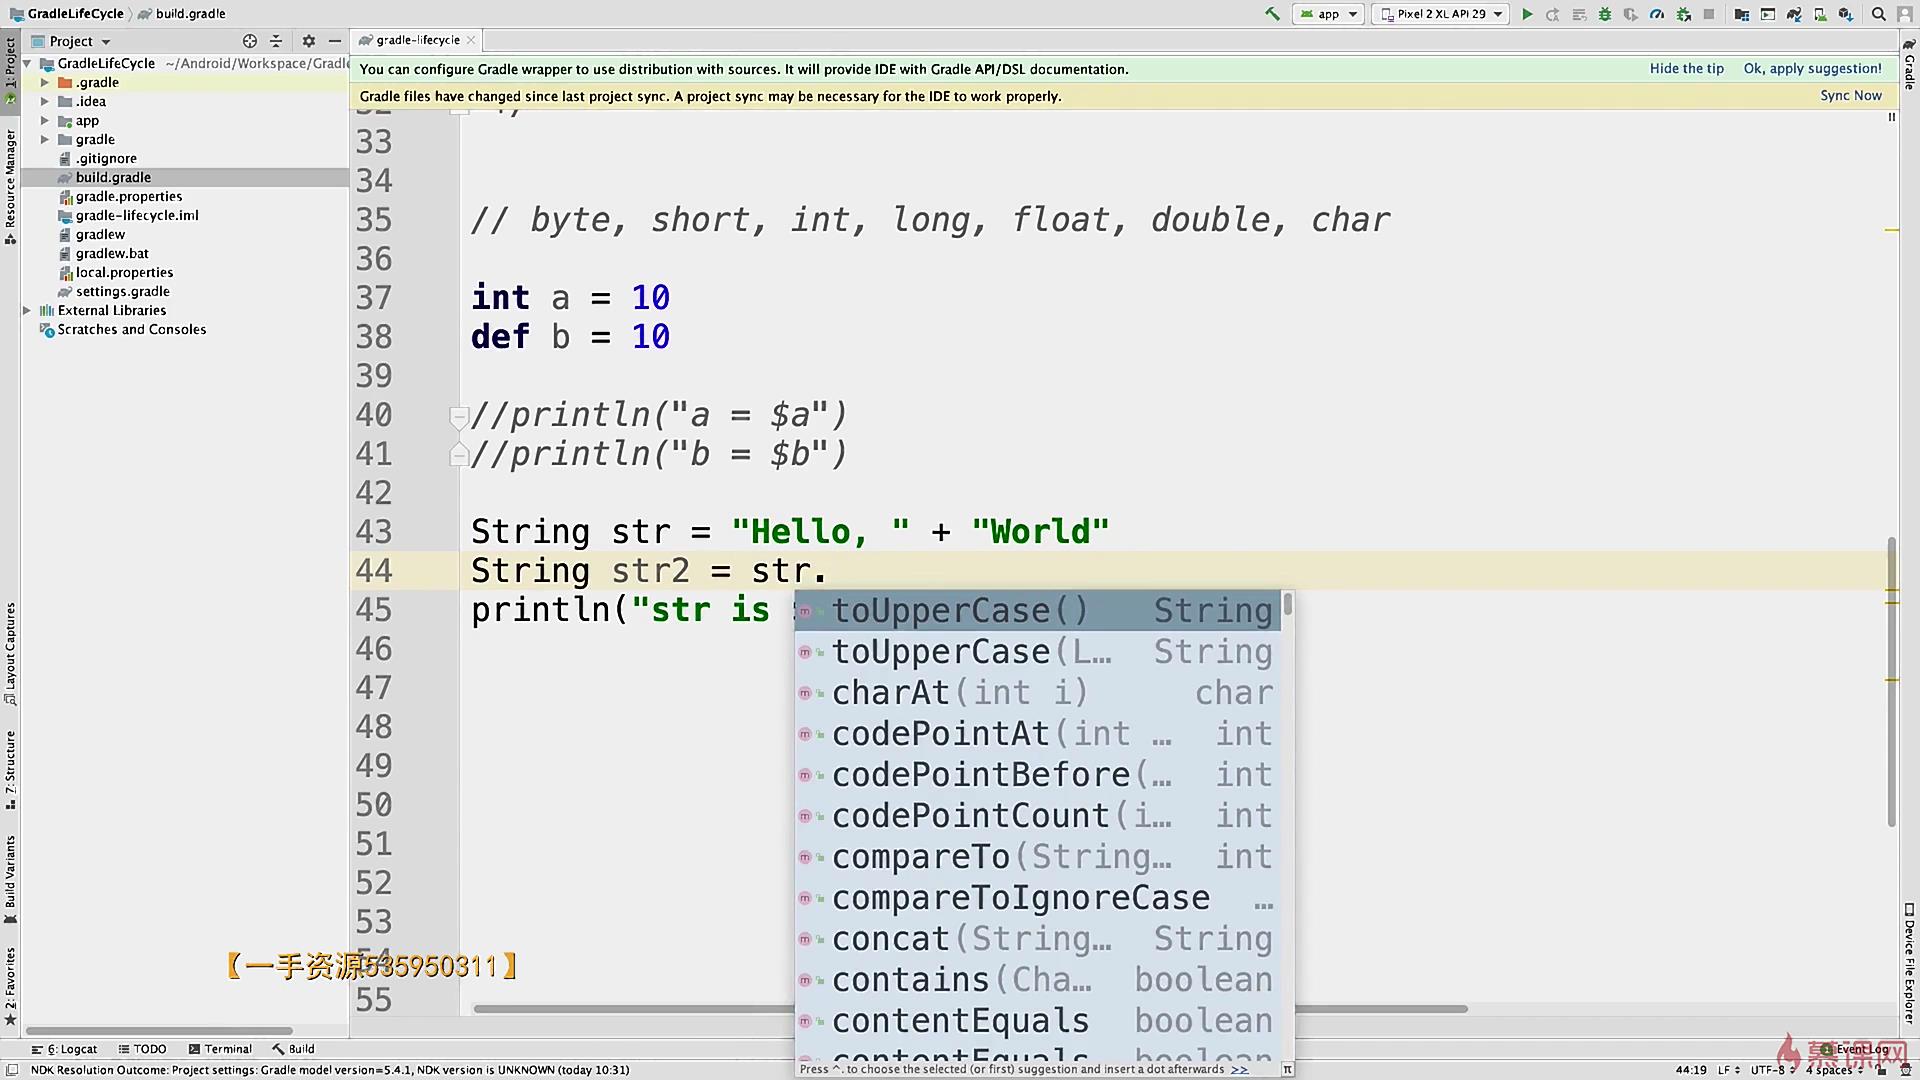 GradleLifeCycle
build.gradle
app
Pixel 2 XL API 29
Project
gradle-lifecycle
GradleLifeCycle ~/Android/Workspace/Gradle
.gradle
.idea
app
gradle
.gitignore
build.gradle
gradle.properties
gradle-lifecycle.iml
gradlew
gradlew.bat
local.properties
settings.gradle
External Libraries
Scratches and Consoles
1: Project
Resource Manager
Layout Captures
7: Structure
Build Variants
2: Favorites
You can configure Gradle wrapper to use distribution with sources. It will provide IDE with Gradle API/DSL documentation.
Hide the tip
Ok, apply suggestion!
Gradle files have changed since last project sync. A project sync may be necessary for the IDE to work properly.
Sync Now
33
34
35 // byte, short, int, long, float, double, char
36
37 int a = 10
38 def b = 10
39
40 //println("a = $a")
41 //println("b = $b")
42
43 String str = "Hello, " + "World"
44 String str2 = str.
45 println("str is
46
47
48
49
50
51
52
53
54
55
toUpperCase() String
toUpperCase(L… String
charAt(int i) char
codePointAt(int … int
codePointBefore(… int
codePointCount(i… int
compareTo(String… int
compareToIgnoreCase …
concat(String… String
contains(Cha… boolean
contentEquals boolean
contentEquals boolean
Press ^. to choose the selected (or first) suggestion and insert a dot afterwards >>
π
【一手资源535950311】
Gradle
Device File Explorer
6: Logcat
TODO
Terminal
Build
Event Log
慕课网
NDK Resolution Outcome: Project settings: Gradle model version=5.4.1, NDK version is UNKNOWN (today 10:31)
44:19
LF
UTF-8
4 spaces